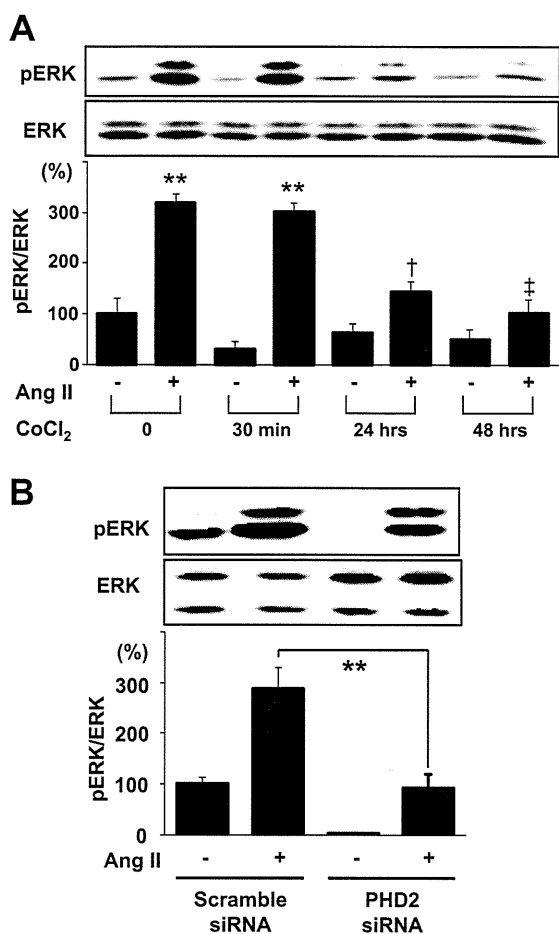 A
pERK
ERK
(%)
** ** † ‡
300
200
100
0
pERK/ERK
Ang II - + - + - + - +
CoCl2 0 30 min 24 hrs 48 hrs
B
pERK
ERK
(%)
**
300
200
100
0
pERK/ERK
Ang II - + - +
Scramble siRNA
PHD2 siRNA